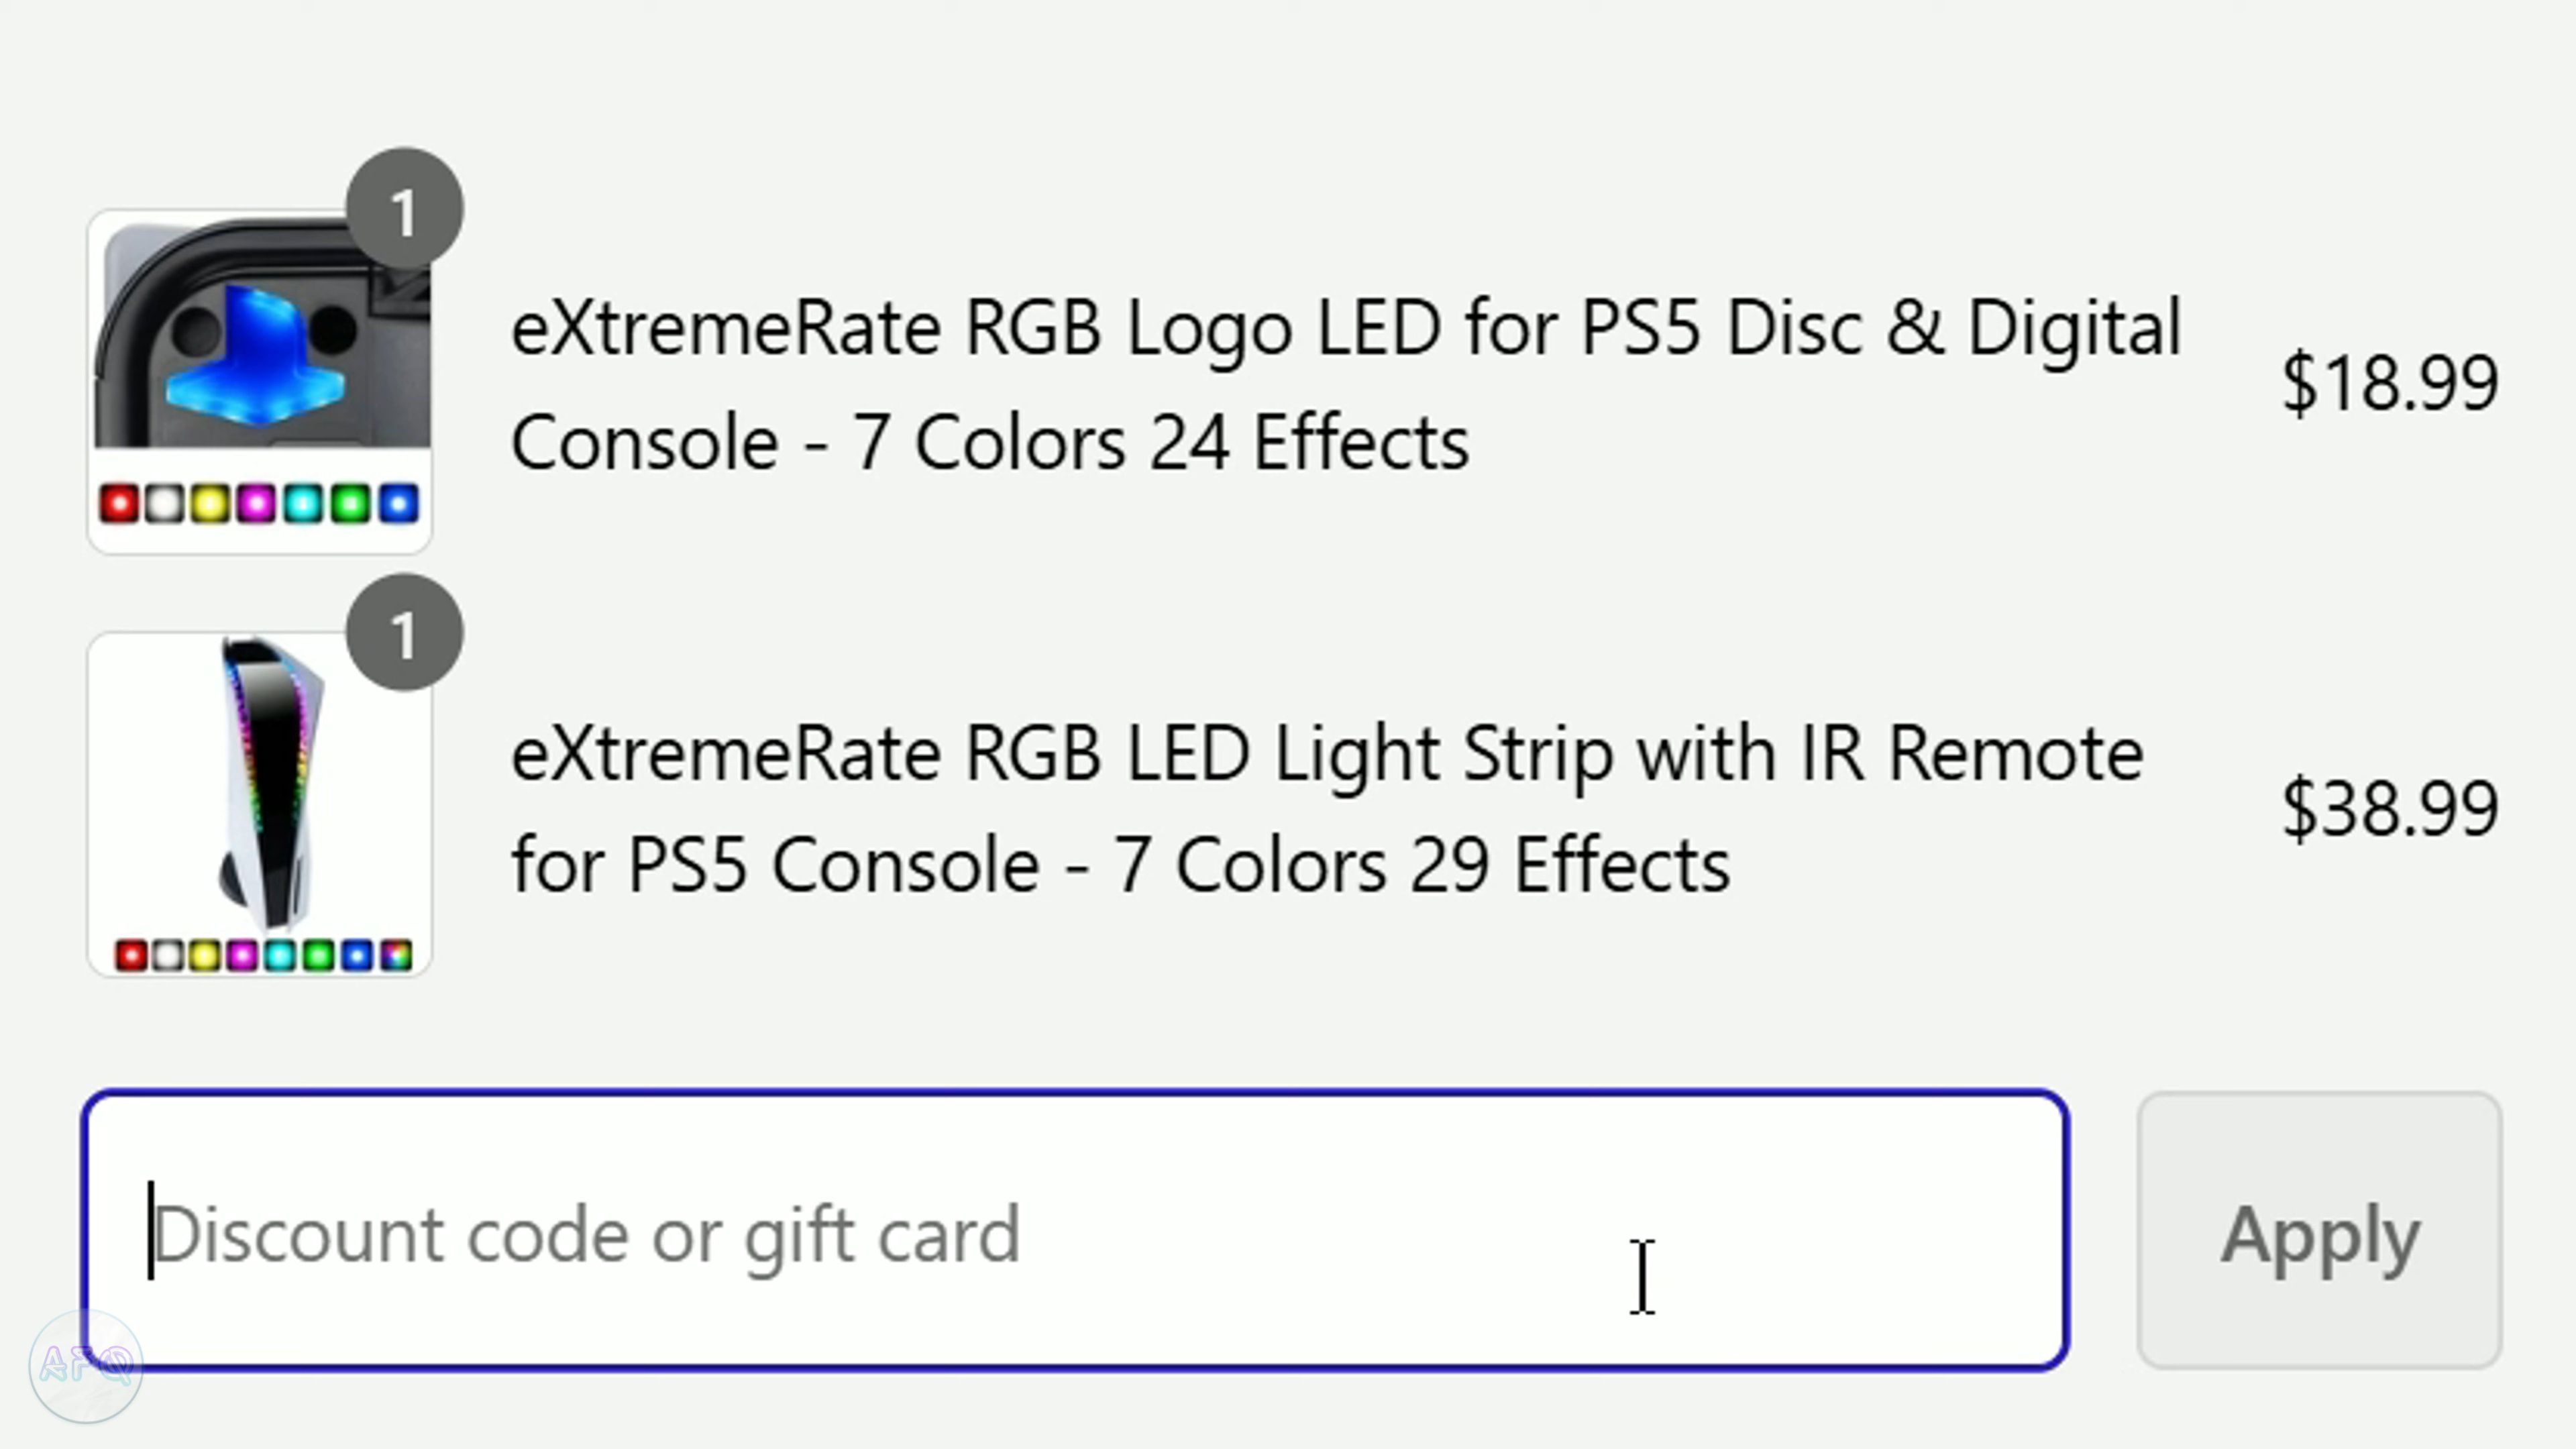 1
eXtremeRate RGB Logo LED for PS5 Disc & Digital
Console - 7 Colors 24 Effects
$18.99
1
eXtremeRate RGB LED Light Strip with IR Remote
for PS5 Console - 7 Colors 29 Effects
$38.99
Discount code or gift card
Apply
AFQ